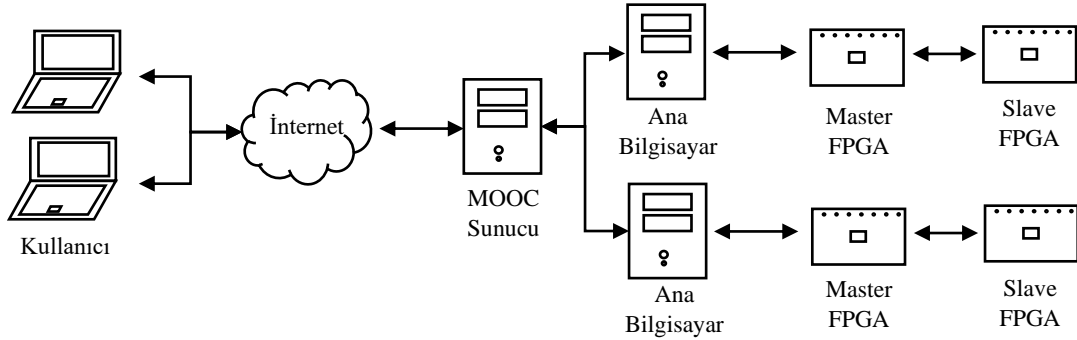 İnternet
Kullanıcı
MOOC
Sunucu
Ana
Bilgisayar
Master
FPGA
Slave
FPGA
Ana
Bilgisayar
Master
FPGA
Slave
FPGA